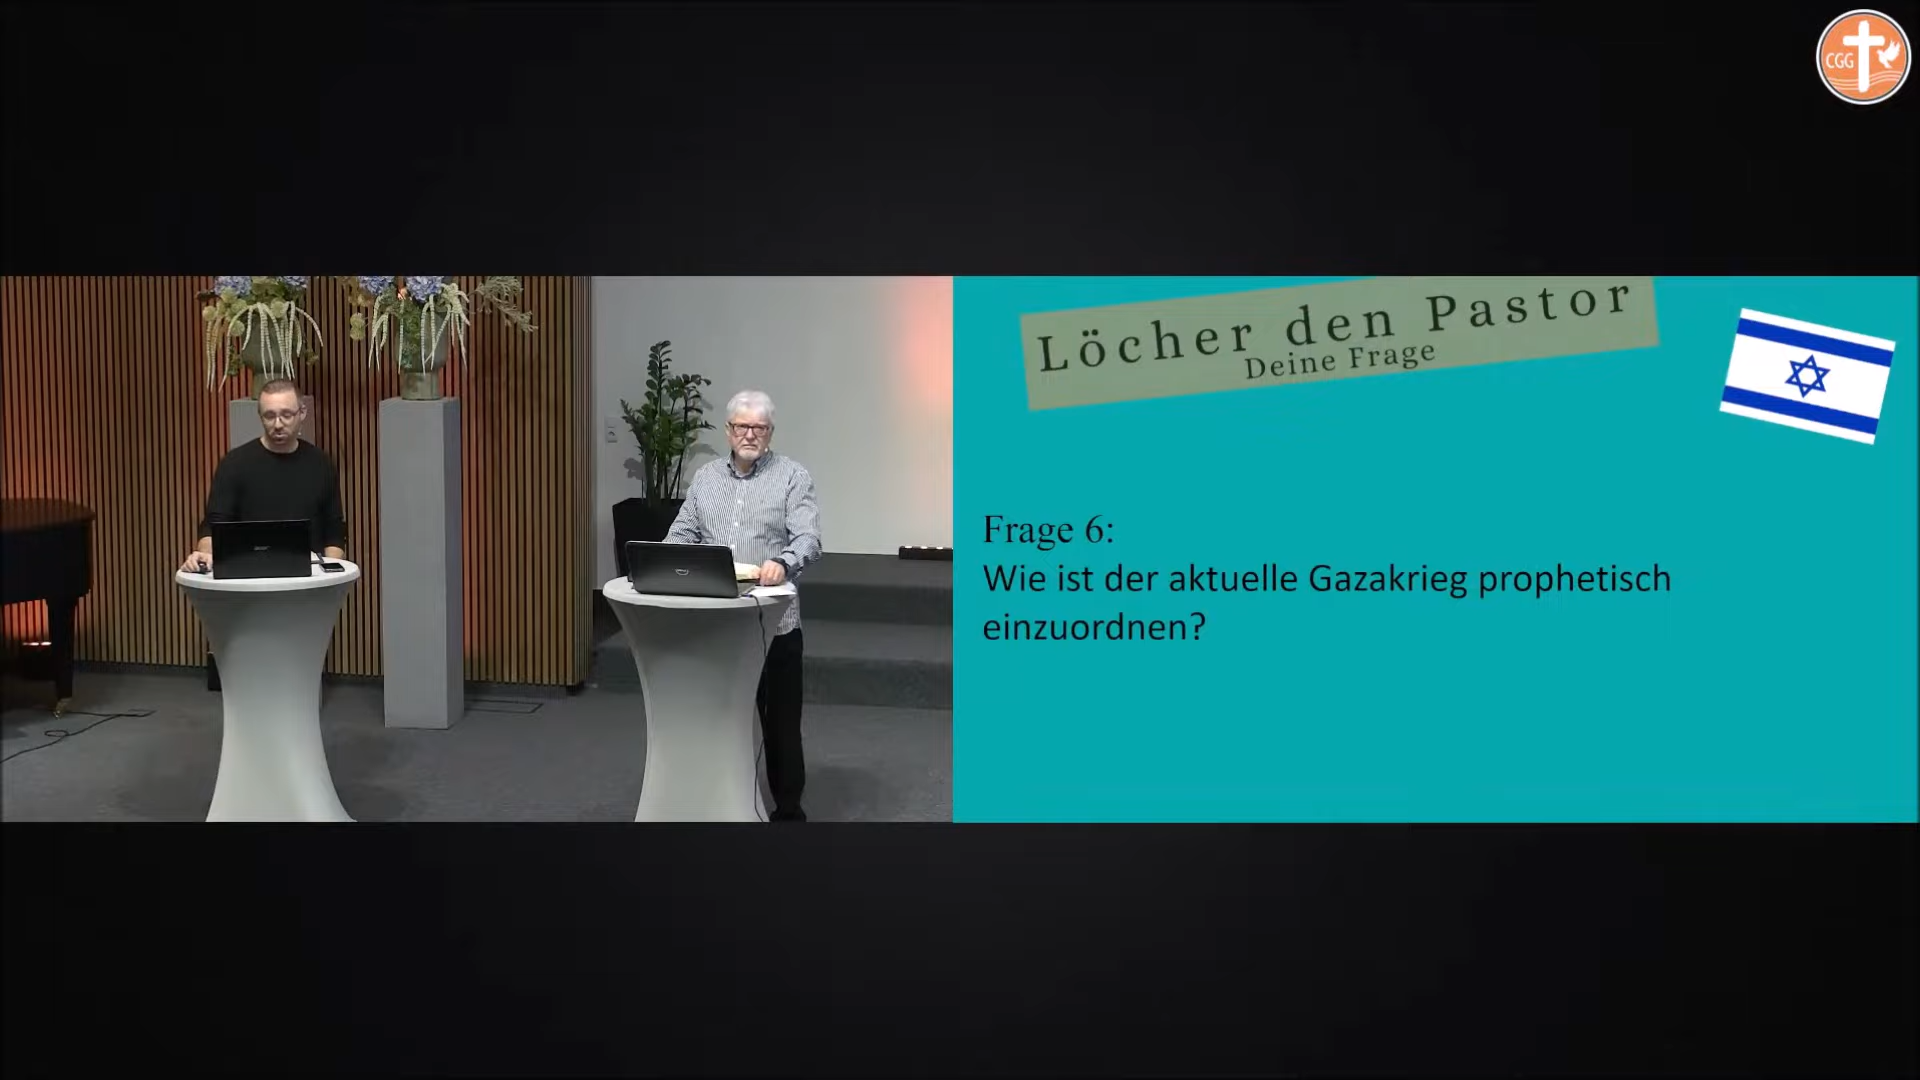 CGG
Löcher den Pastor
Deine Frage
Frage 6:
Wie ist der aktuelle Gazakrieg prophetisch
einzuordnen?